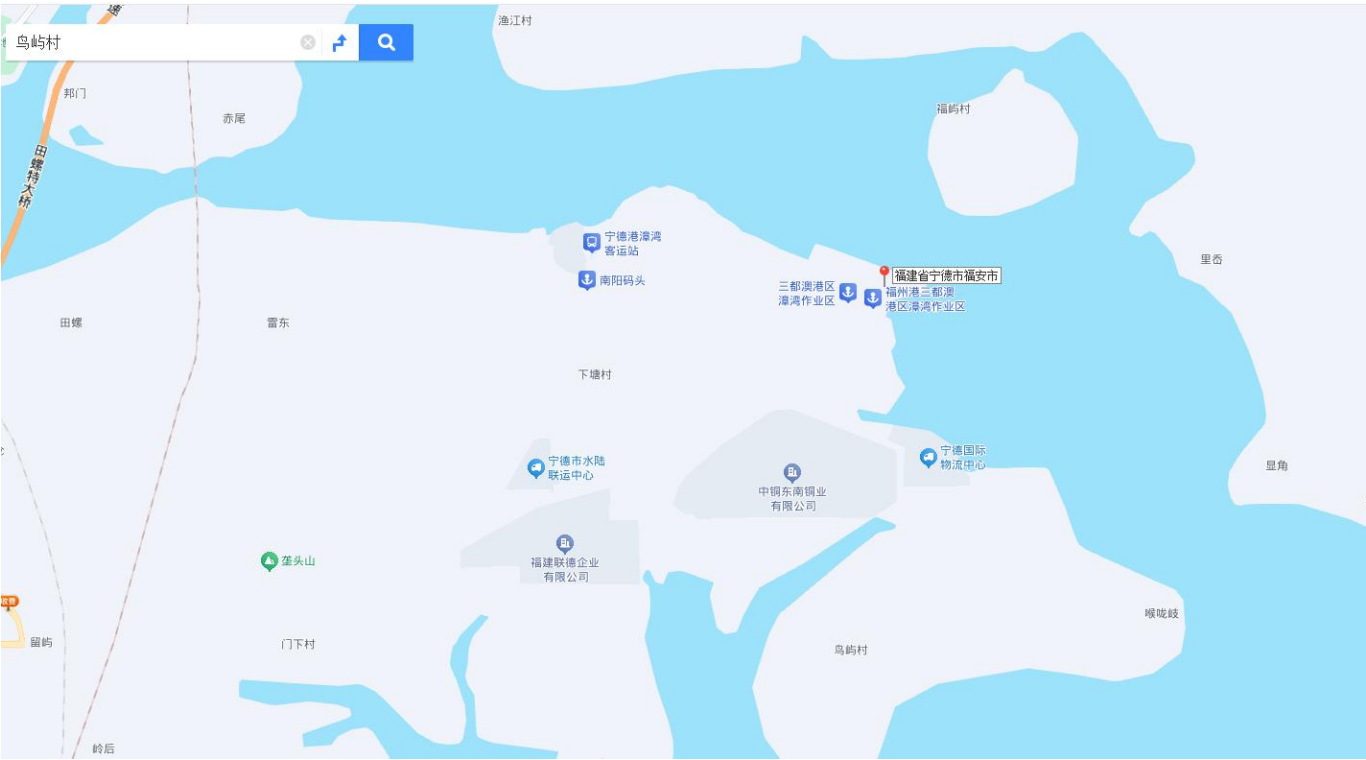 速
渔江村
鸟屿村
邦门
赤尾
福屿村
田螺特大桥
宁德港漳湾
客运站
里岙
南阳码头
福建省宁德市福安市
三都澳港区
漳湾作业区
福州港三都澳
港区漳湾作业区
田螺
雷东
下塘村
宁德市水陆
联运中心
宁德国际
物流中心
显角
中铜东南铜业
有限公司
福建联德企业
有限公司
垄头山
收费
喉咙岐
留屿
门下村
鸟屿村
岭后